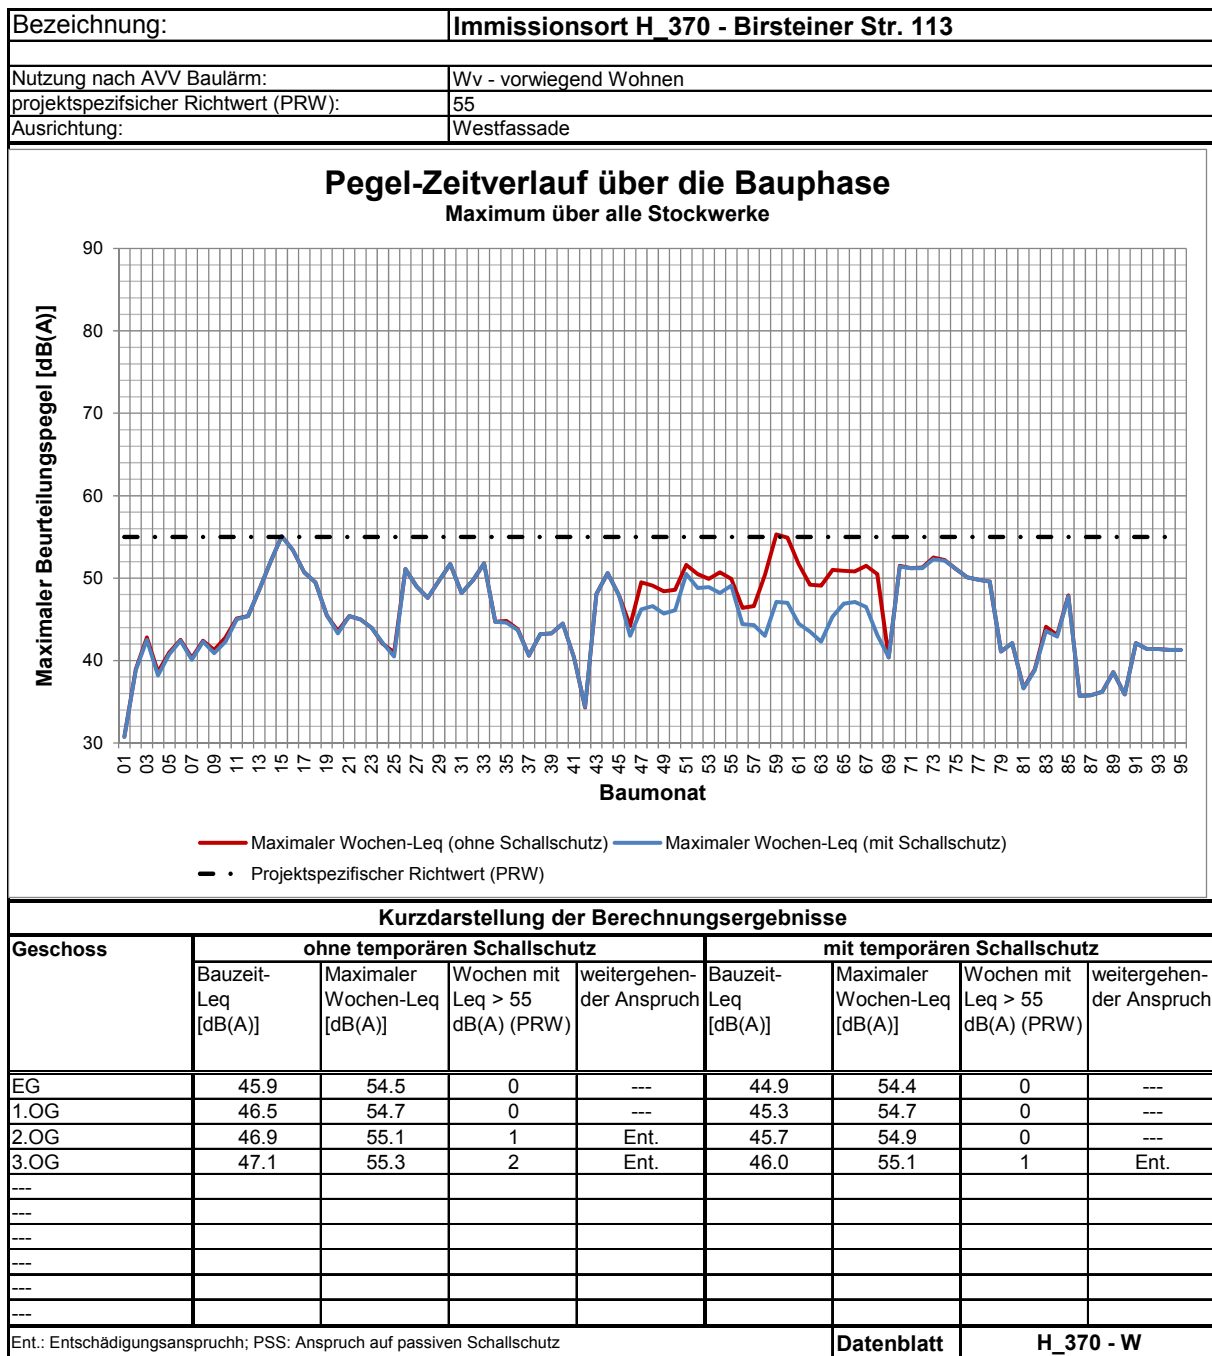 Bezeichnung: Immissionsort H_370 - Birsteiner Str. 113
Nutzung nach AVV Baulärm: Wv - vorwiegend Wohnen
projektspezifsicher Richtwert (PRW): 55
Ausrichtung: Westfassade
Pegel-Zeitverlauf über die Bauphase
Maximum über alle Stockwerke
Maximaler Beurteilungspegel [dB(A)]
90
80
70
60
50
40
30
01 03 05 07 09 11 13 15 17 19 21 23 25 27 29 31 33 35 37 39 41 43 45 47 49 51 53 55 57 59 61 63 65 67 69 71 73 75 77 79 81 83 85 87 89 91 93 95
Baumonat
Maximaler Wochen-Leq (ohne Schallschutz) Maximaler Wochen-Leq (mit Schallschutz)
Projektspezifischer Richtwert (PRW)
Kurzdarstellung der Berechnungsergebnisse
Geschoss ohne temporären Schallschutz mit temporären Schallschutz
Bauzeit- Maximaler Wochen mit weitergehen- Bauzeit- Maximaler Wochen mit weitergehen-
Leq Wochen-Leq Leq > 55 der Anspruch Leq Wochen-Leq Leq > 55 der Anspruch
[dB(A)] [dB(A)] dB(A) (PRW) [dB(A)] [dB(A)] dB(A) (PRW)
EG 45.9 54.5 0 --- 44.9 54.4 0 ---
1.OG 46.5 54.7 0 --- 45.3 54.7 0 ---
2.OG 46.9 55.1 1 Ent. 45.7 54.9 0 ---
3.OG 47.1 55.3 2 Ent. 46.0 55.1 1 Ent.
---
---
---
---
---
---
Ent.: Entschädigungsanspruchh; PSS: Anspruch auf passiven Schallschutz Datenblatt H_370 - W